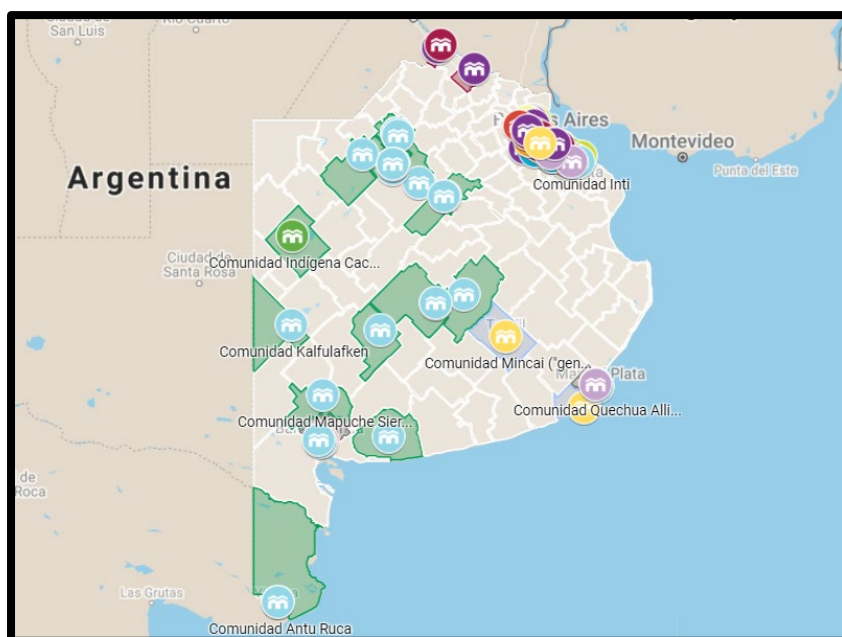 San Luis
Río Cuarto
Buenos Aires
Montevideo
Punta del Este
Argentina
Comunidad Inti
Ciudad de
Santa Rosa
Comunidad Indígena Cac...
Comunidad Kalfulafken
Comunidad Mincai ("gen...
Mar Plata
Comunidad Quechua Alli...
Comunidad Mapuche Sier...
de
Roca
Las Grutas
Comunidad Antu Ruca